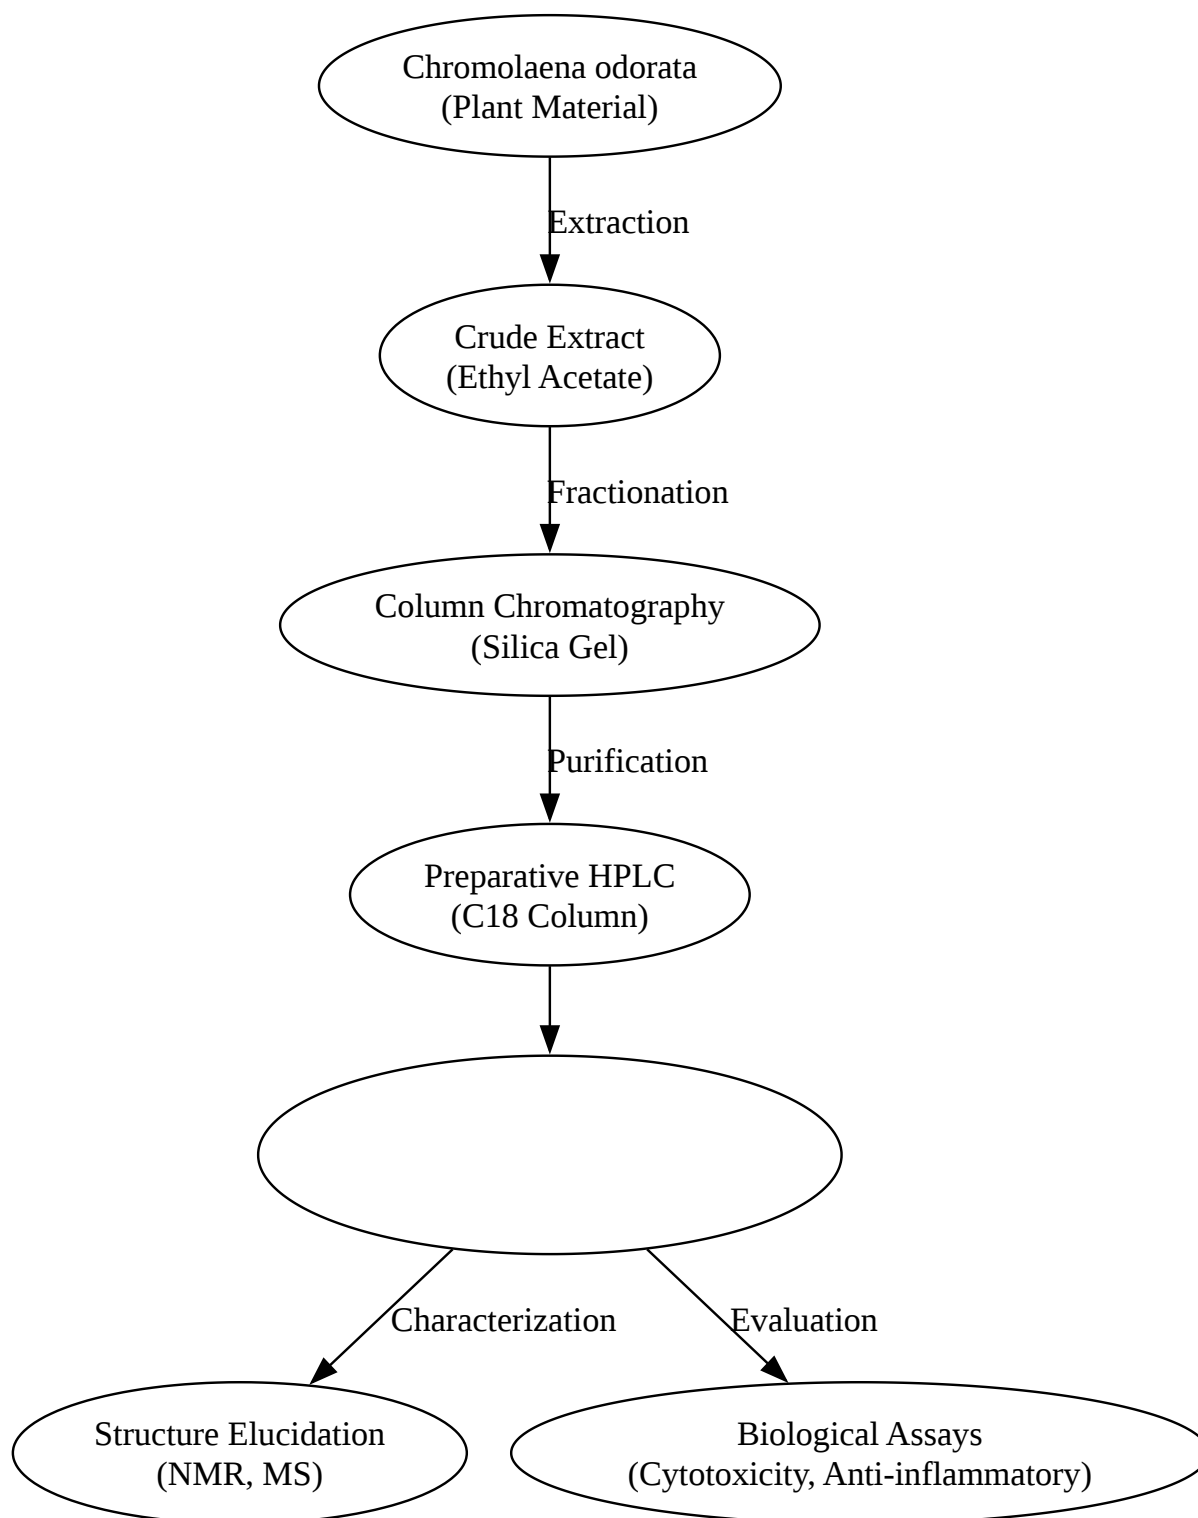 Chromolaena odorata
(Plant Material)
Extraction
Crude Extract
(Ethyl Acetate)
Fractionation
Column Chromatography
(Silica Gel)
Purification
Preparative HPLC
(C18 Column)
Characterization
Evaluation
Structure Elucidation
(NMR, MS)
Biological Assays
(Cytotoxicity, Anti-inflammatory)